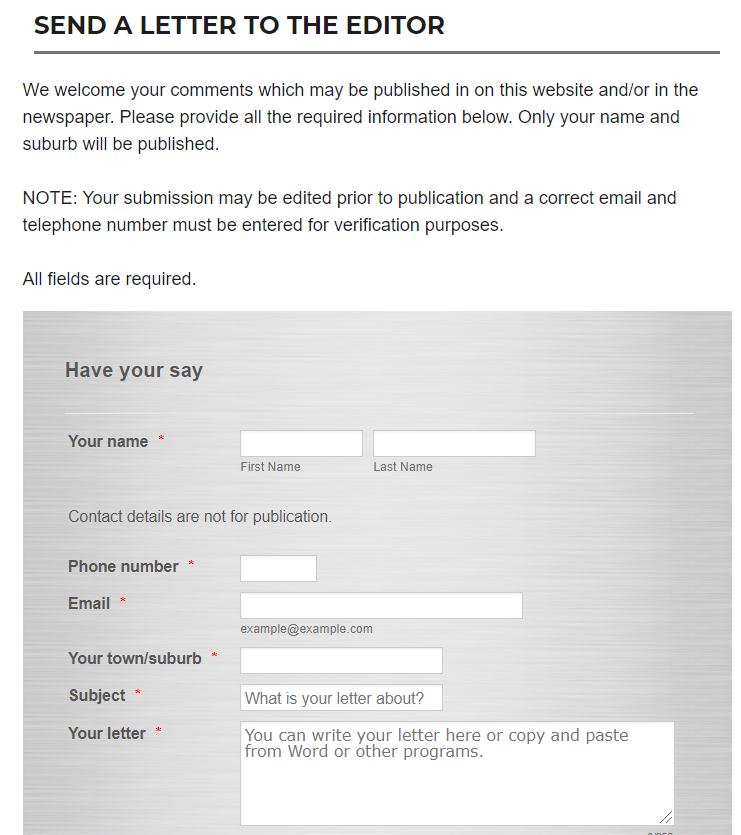 SEND A LETTER TO THE EDITOR
We welcome your comments which may be published in on this website and/or in the
newspaper. Please provide all the required information below. Only your name and
suburb will be published.
NOTE: Your submission may be edited prior to publication and a correct email and
telephone number must be entered for verification purposes.
All fields are required.
Have your say
Your name *
First Name Last Name
Contact details are not for publication.
Phone number *
Email *
example@example.com
Your town/suburb *
Subject * What is your letter about?
Your letter * You can write your letter here or copy and paste
from Word or other programs.